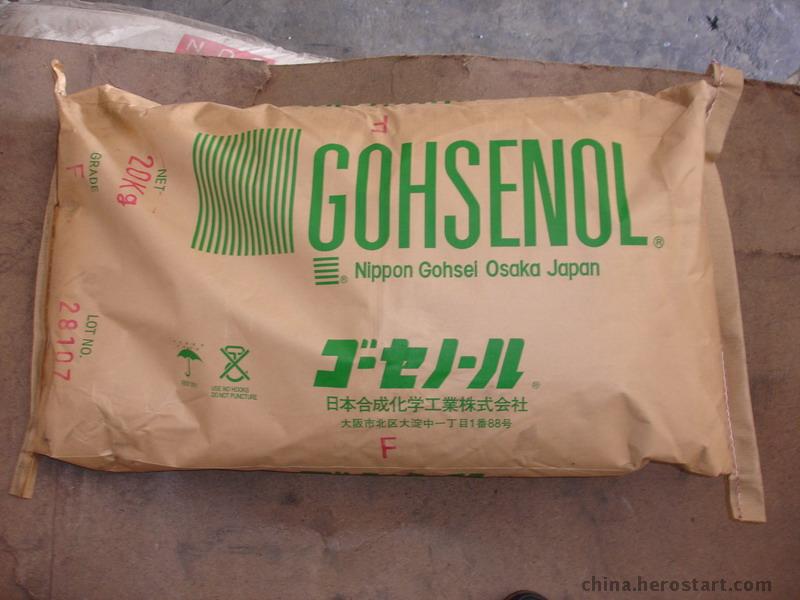 GOHSENOL®
® Nippon Gohsei Osaka Japan
ゴーセノール®
日本合成化学工業株式会社
大阪市北区大淀中一丁目1番88号
F
NET
20Kg
GRADE
F
LOT NO.
28107
USE NO HOOKS
DO NOT PUNCTURE
KEEP DRY
china.herostart.com